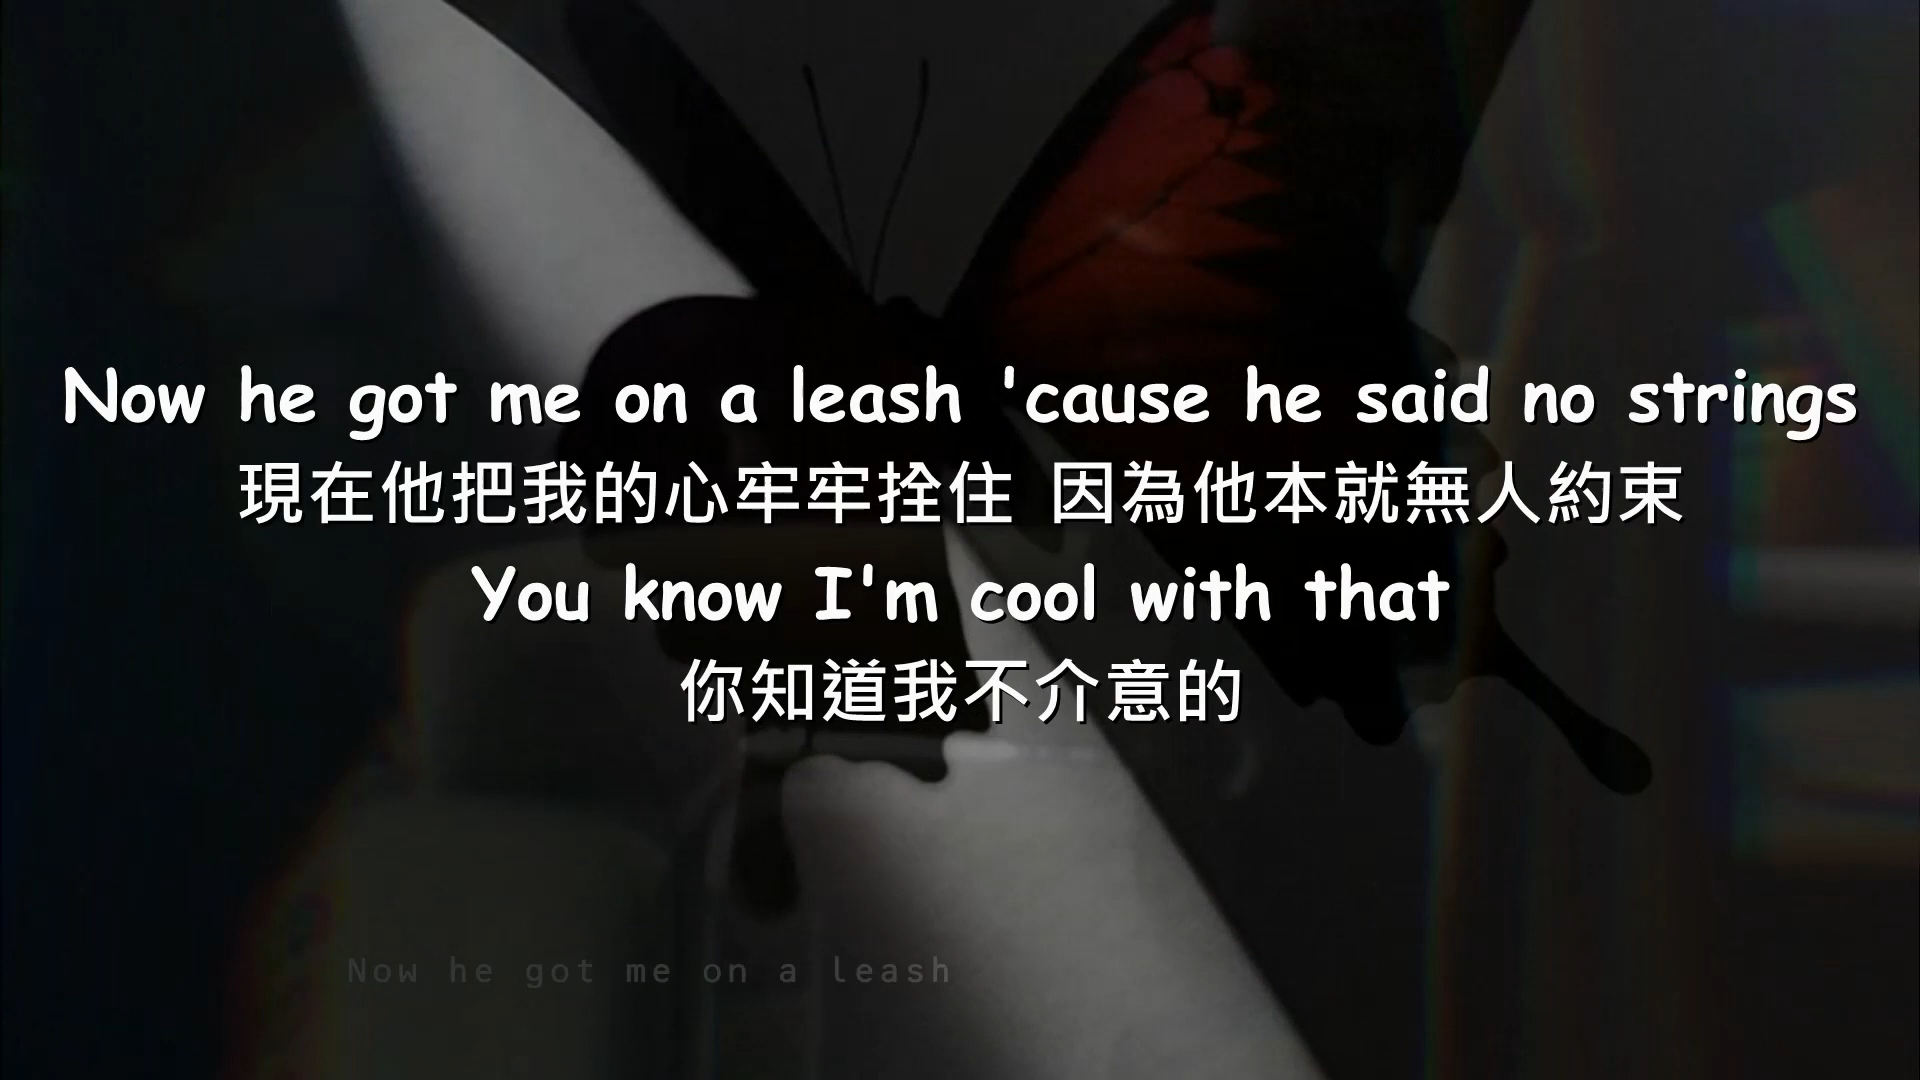 Now he got me on a leash 'cause he said no strings
現在他把我的心牢牢拴住 因為他本就無人約束
You know I'm cool with that
你知道我不介意的
Now he got me on a leash